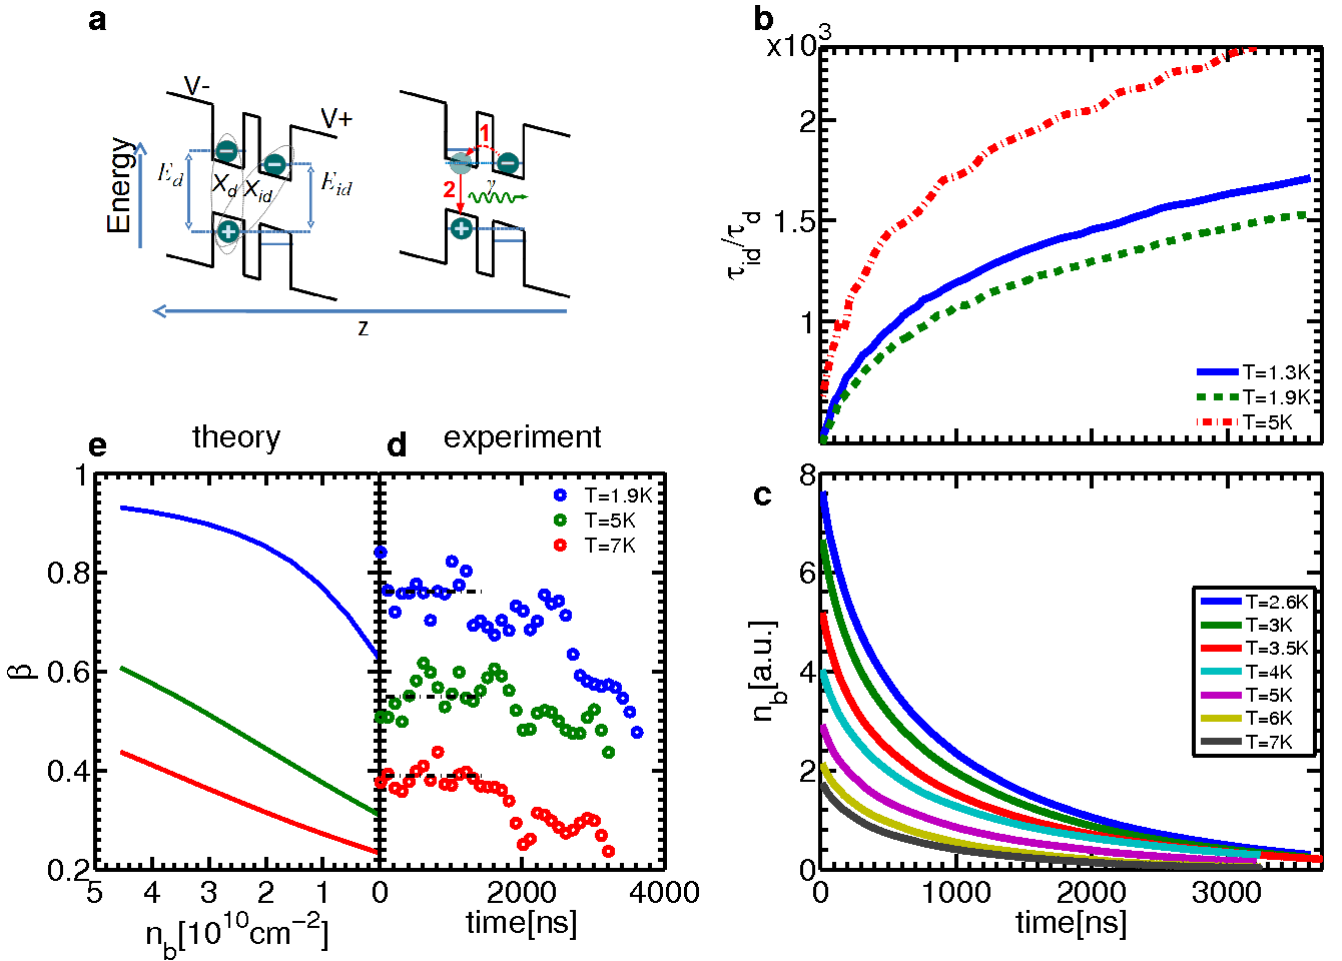 a
V-
V+
Energy
E_d
X_d
X_id
E_id
1
2
γ
z
b
x10^3
2
1.5
1
τ_id/τ_d
T=1.3K
T=1.9K
T=5K
e
theory
d
experiment
1
0.8
0.6
0.4
0.2
β
5
4
3
2
1
0
2000
4000
n_b[10^10cm^-2]
time[ns]
T=1.9K
T=5K
T=7K
c
8
6
4
2
0
n_b[a.u.]
T=2.6K
T=3K
T=3.5K
T=4K
T=5K
T=6K
T=7K
0
1000
2000
3000
time[ns]